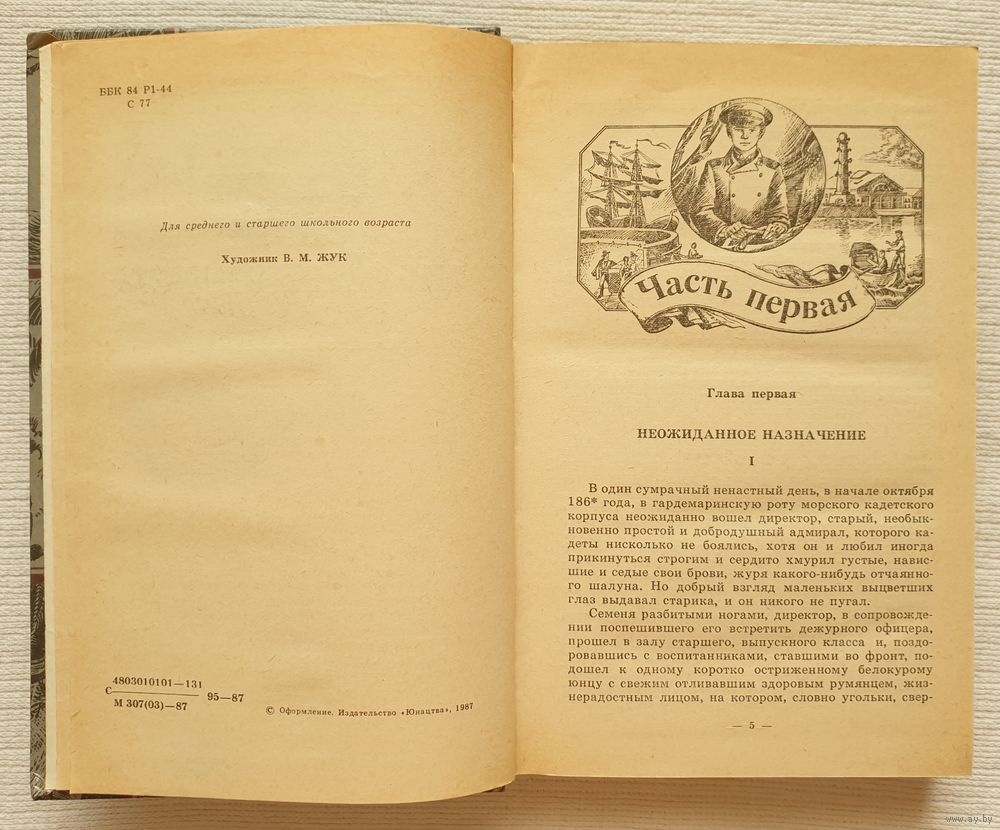 ББК 84 Р1-44
С 77
Для среднего и старшего школьного возраста
Художник В. М. ЖУК
С 4803010101—131
М 307(03)—87
95—87
© Оформление. Издательство «Юнацтва», 1987
Часть первая
Глава первая
НЕОЖИДАННОЕ НАЗНАЧЕНИЕ
I
В один сумрачный ненастный день, в начале октября
186* года, в гардемаринскую роту морского кадетского
корпуса неожиданно вошел директор, старый, необык-
новенно простой и добродушный адмирал, которого ка-
деты нисколько не боялись, хотя он и любил иногда
прикинуться строгим и сердито хмурил густые, навис-
шие и седые свои брови, журя какого-нибудь отчаянно-
го шалуна. Но добрый взгляд маленьких выцветших
глаз выдавал старика, и он никого не пугал.
Семеня разбитыми ногами, директор, в сопровожде-
нии поспешившего его встретить дежурного офицера,
прошел в залу старшего, выпускного класса и, поздо-
ровавшись с воспитанниками, ставшими во фронт, по-
дошел к одному коротко остриженному белокурому
юнцу с свежим отливавшим здоровым румянцем, жиз-
нерадостным лицом, на котором, словно угольки, свер-
— 5 —
www.ay.by